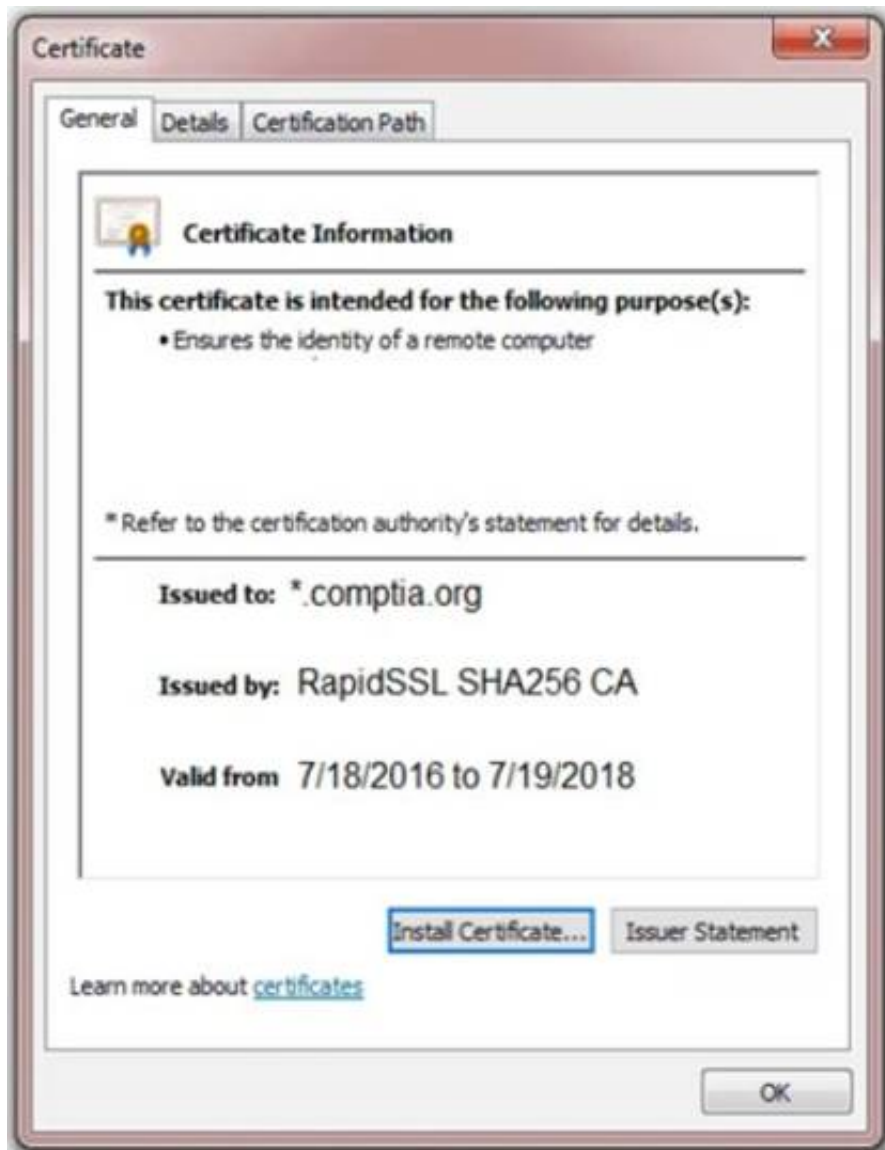 Certificate
General Details Certification Path
Certificate Information
This certificate is intended for the following purpose(s):
• Ensures the identity of a remote computer
* Refer to the certification authority's statement for details.
Issued to: *.comptia.org
Issued by: RapidSSL SHA256 CA
Valid from 7/18/2016 to 7/19/2018
Install Certificate... Issuer Statement
Learn more about certificates
OK